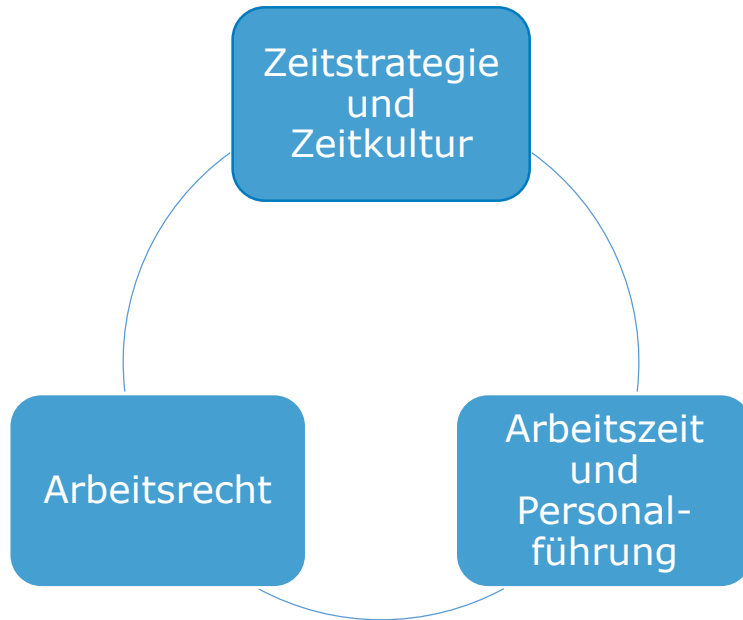 Zeitstrategie
und
Zeitkultur
Arbeitsrecht
Arbeitszeit
und
Personal-
führung